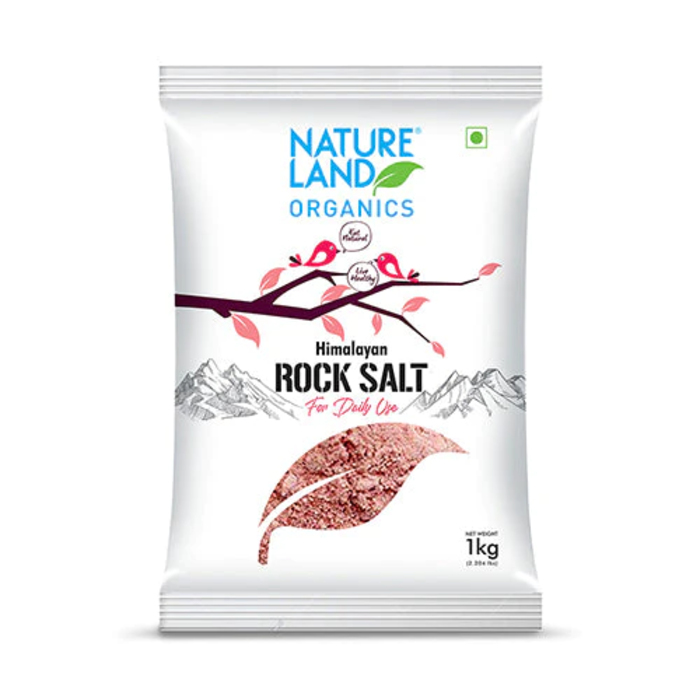 NATURE®
LAND
ORGANICS
Eat
Natural
Live
Healthy
Himalayan
ROCK SALT
For Daily Use
NET WEIGHT
1kg
(2.204 lbs)